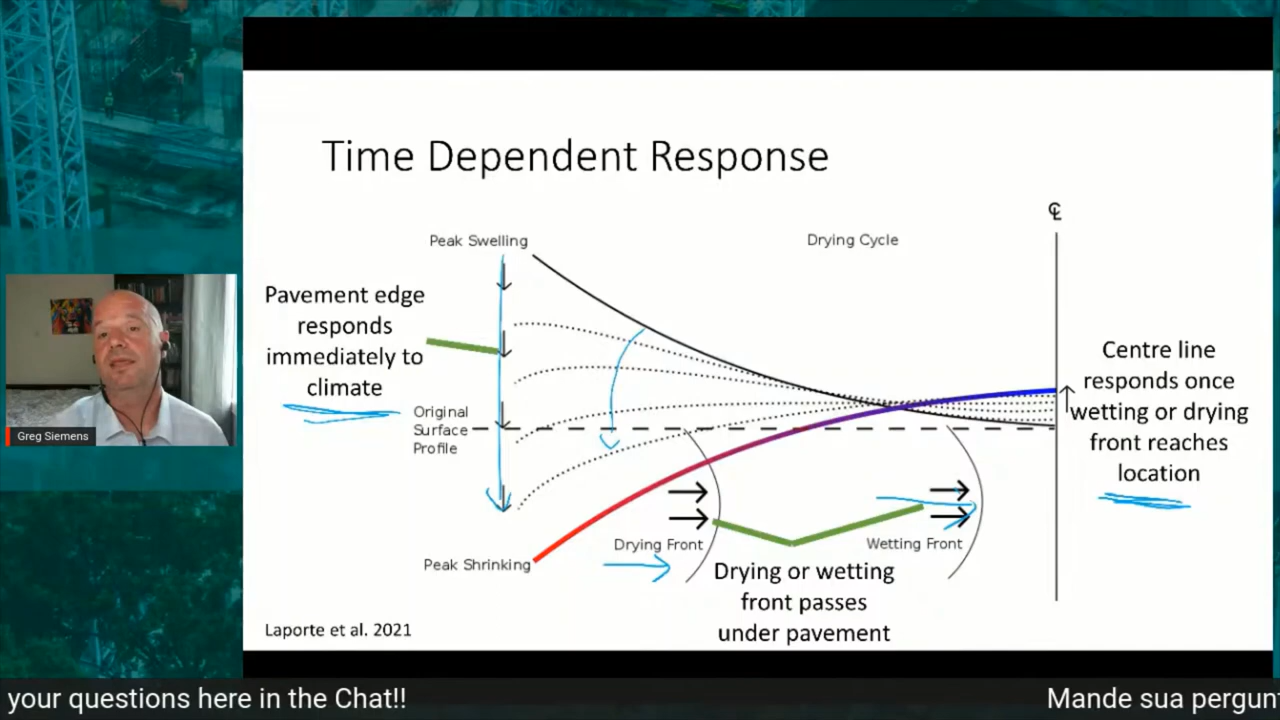 Time Dependent Response
℄
Peak Swelling
Drying Cycle
Pavement edge
responds
immediately to
climate
Original
Surface
Profile
Centre line
responds once
wetting or drying
front reaches
location
Drying Front
Wetting Front
Peak Shrinking
Drying or wetting
front passes
under pavement
Laporte et al. 2021
Greg Siemens
your questions here in the Chat!!
Mande sua pergun